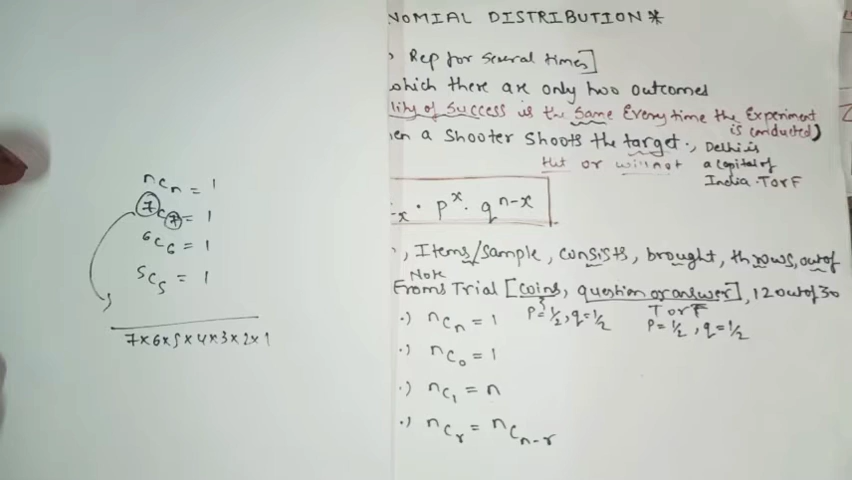 nCn = 1
7C7 = 1
6C6 = 1
5C5 = 1
7×6×5×4×3×2×1
NOMIAL DISTRIBUTION*
Rep for several times]
which there are only two outcomes
lity of success is the same Every time the Experiment
is conducted)
en a shooter shoots the target., Delhi is
Hit or will not a capital of
India. T or F
-x · p^x · q^n-x
, Items/sample, consists, brought, throws, out of
Note
From Trial [coins, question or answer], 12 out of 30
T or F
.) nCn = 1 P=1/2, q=1/2 P=1/2, q=1/2
.) nC0 = 1
.) nC1 = n
.) nCr = nCn-r